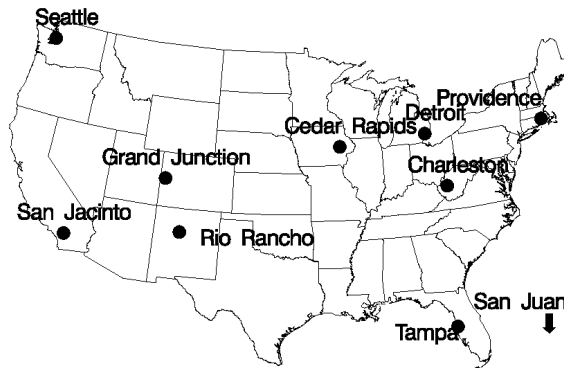 Seattle
Providence
Detroit
Cedar Rapids
Grand Junction
Charleston
San Jacinto
Rio Rancho
San Juan
Tampa